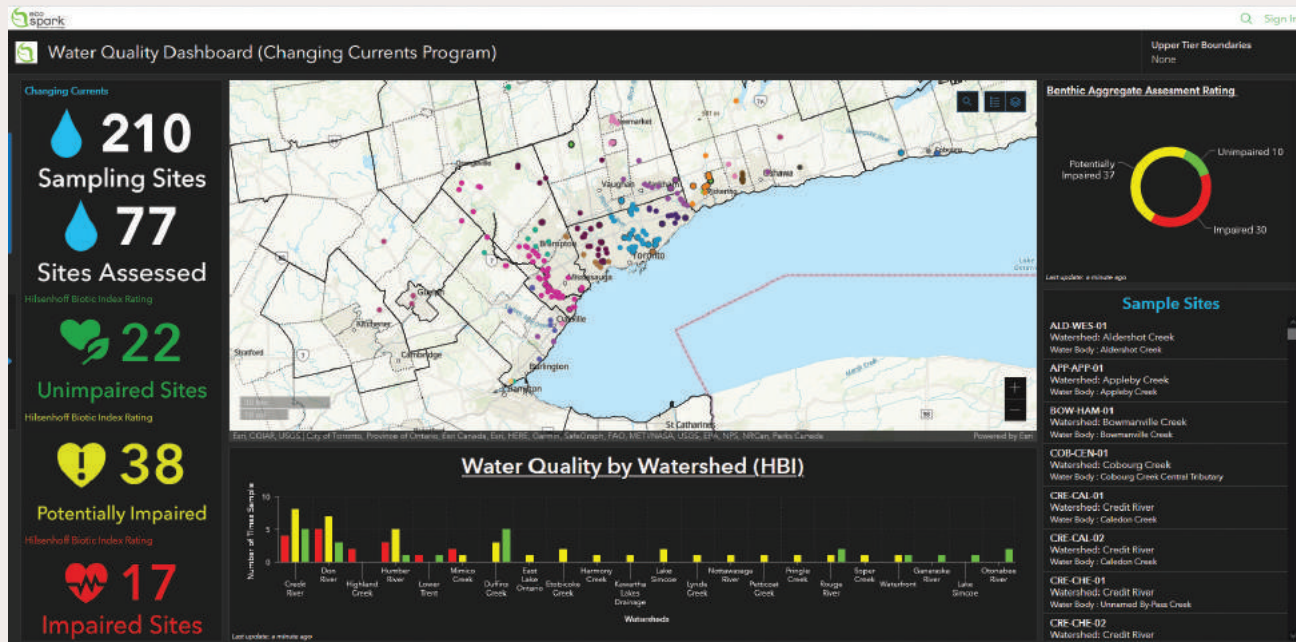 eco
spark
Sign In
Water Quality Dashboard (Changing Currents Program)
Upper Tier Boundaries
None
Changing Currents
210
Sampling Sites
77
Sites Assessed
Hilsenhoff Biotic Index Rating
22
Unimpaired Sites
Hilsenhoff Biotic Index Rating
38
Potentially Impaired
Hilsenhoff Biotic Index Rating
17
Impaired Sites
Newmarket
Orangeville
Vaughan
Markham
Pickering
Oshawa
Cobourg
Brampton
Toronto
Mississauga
Guelph
Kitchener
Oakville
Stratford
Cambridge
Burlington
Hamilton
St Catharines
Esri, CGIAR, USGS | City of Toronto, Province of Ontario, Esri Canada, Esri, HERE, Garmin, SafeGraph, FAO, METI/NASA, USGS, EPA, NPS, NRCan, Parks Canada
Powered by Esri
Water Quality by Watershed (HBI)
Number of Times Sample
10
5
0
Credit River
Don River
Highland Creek
Humber River
Lower Trent
Mimico Creek
Duffins Creek
East Lake Ontario
Etobicoke Creek
Harmony Creek
Kawartha Lakes Drainage
Lake Simcoe
Lynde Creek
Nottawasaga River
Petticoat Creek
Pringle Creek
Rouge River
Soper Creek
Waterfront
Ganaraska River
Lake Simcoe
Otonabee River
Watersheds
Last update: a minute ago
Benthic Aggregate Assesment Rating
Potentially Impaired 37
Unimpaired 10
Impaired 30
Last update: a minute ago
Sample Sites
ALD-WES-01
Watershed: Aldershot Creek
Water Body : Aldershot Creek
APP-APP-01
Watershed: Appleby Creek
Water Body : Appleby Creek
BOW-HAM-01
Watershed: Bowmanville Creek
Water Body : Bowmanville Creek
COB-CEN-01
Watershed: Cobourg Creek
Water Body : Cobourg Creek Central Tributary
CRE-CAL-01
Watershed: Credit River
Water Body : Caledon Creek
CRE-CAL-02
Watershed: Credit River
Water Body : Caledon Creek
CRE-CHE-01
Watershed: Credit River
Water Body : Unnamed By-Pass Creek
CRE-CHE-02
Watershed: Credit River